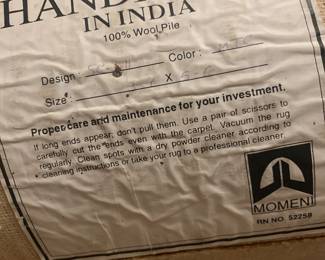 IN INDIA
100% Wool Pile
Design : Color :
Size : X
Proper care and maintenance for your investment.
If long ends appear; don't pull them. Use a pair of scissors to
carefully cut the ends even with the carpet. Vacuum the rug
regularly. Clean spots with a dry powder cleaner according to
cleaning instructions or take your rug to a professional cleaner.
MOMENI
RN NO. 52258